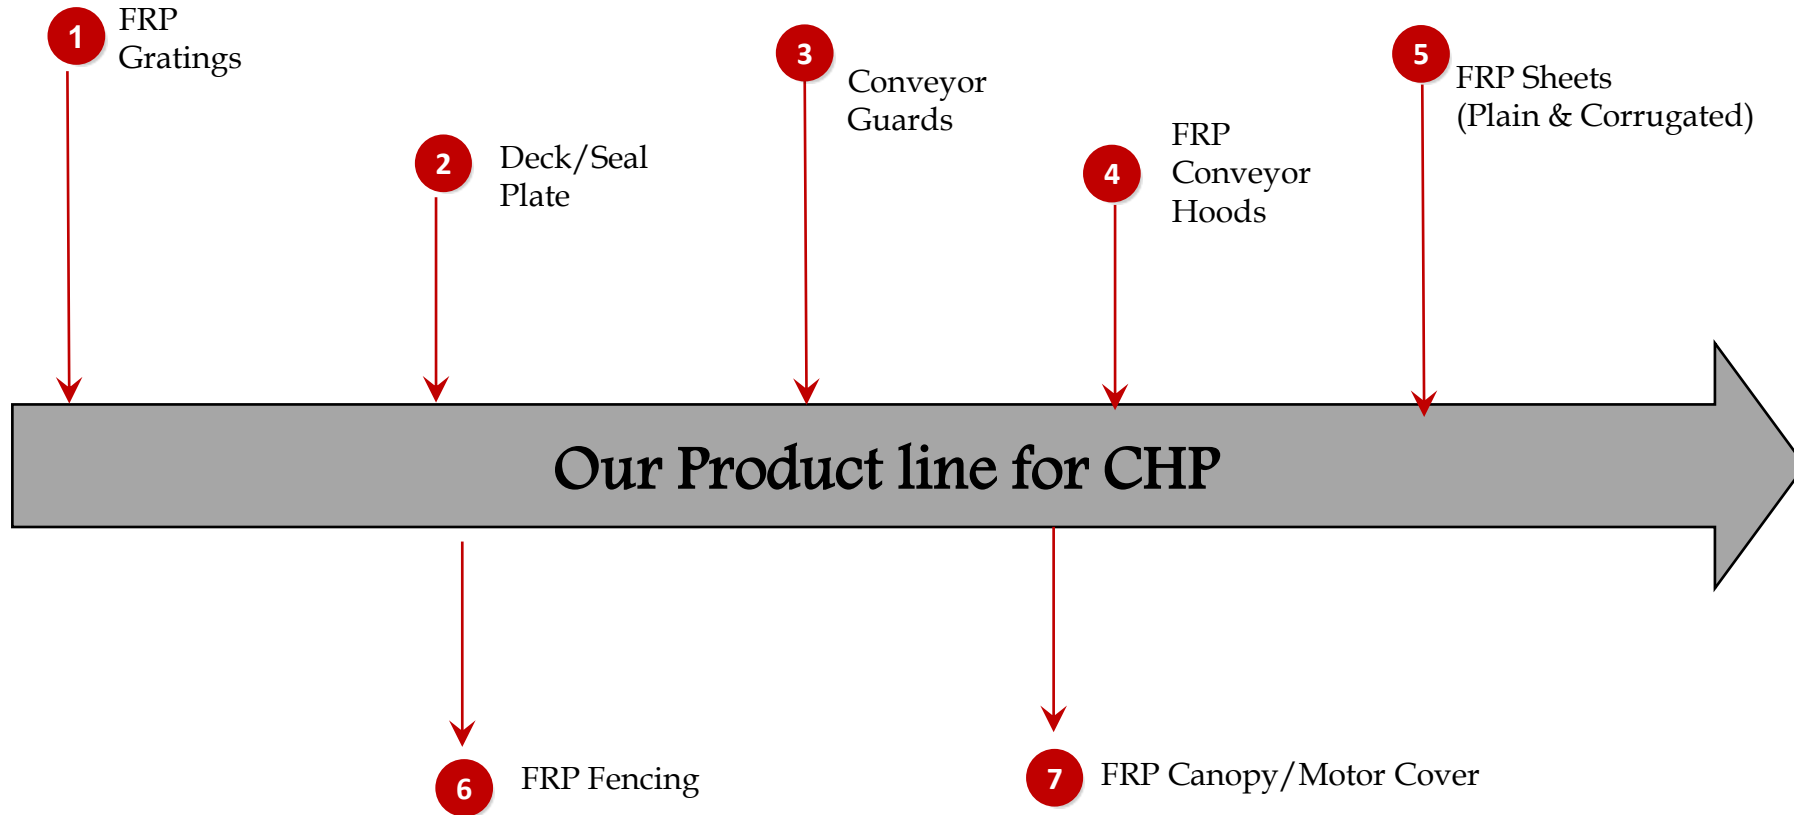 1
FRP
Gratings
2
Deck/Seal
Plate
3
Conveyor
Guards
4
FRP
Conveyor
Hoods
5
FRP Sheets
(Plain & Corrugated)
Our Product line for CHP
6
FRP Fencing
7
FRP Canopy/Motor Cover